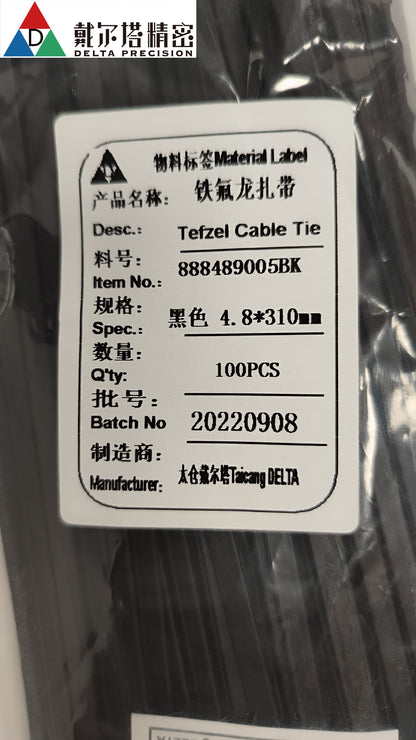 D
戴尔塔精密
DELTA PRECISION
物料标签Material Label
产品名称: 铁氟龙扎带
Desc.: Tefzel Cable Tie
料号: 888489005BK
Item No.:
规格: 黑色 4.8*310mm
Spec.:
数量: 100PCS
Q'ty:
批号: 20220908
Batch No
制造商: 太仓戴尔塔Taicang DELTA
Manufacturer: